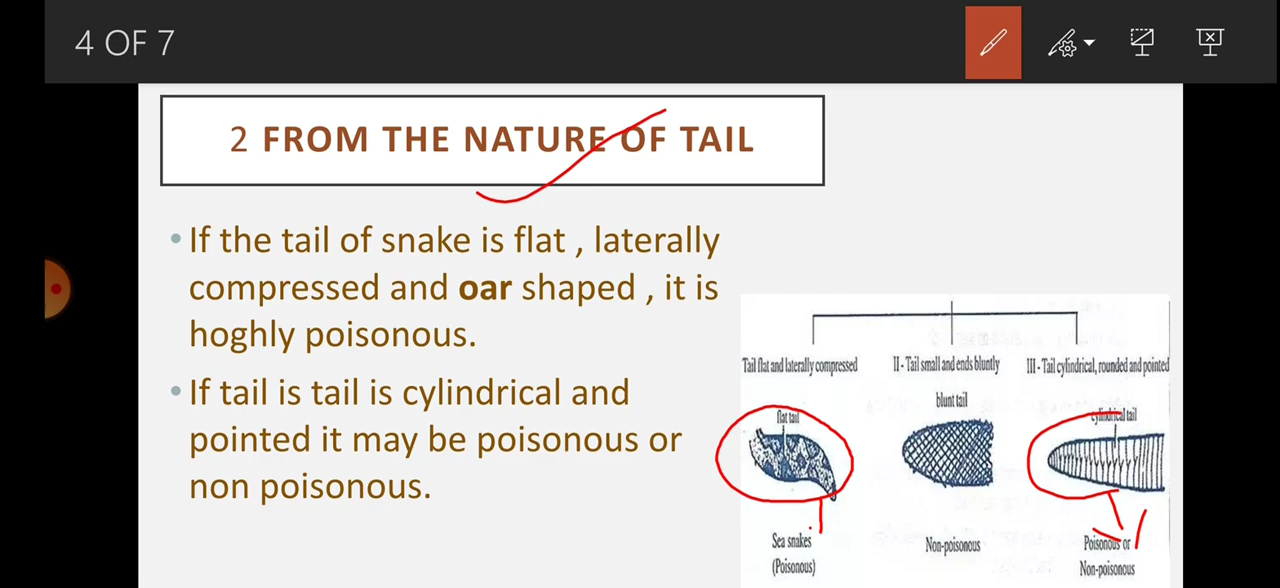 4 OF 7
2 FROM THE NATURE OF TAIL
• If the tail of snake is flat , laterally
compressed and oar shaped , it is
hoghly poisonous.
• If tail is tail is cylindrical and
pointed it may be poisonous or
non poisonous.
Tail flat and laterally compressed
II - Tail small and ends bluntly
III - Tail cylindrical, rounded and pointed
flat tail
blunt tail
cylindrical tail
Sea snakes
(Poisonous)
Non-poisonous
Poisonous or
Non-poisonous